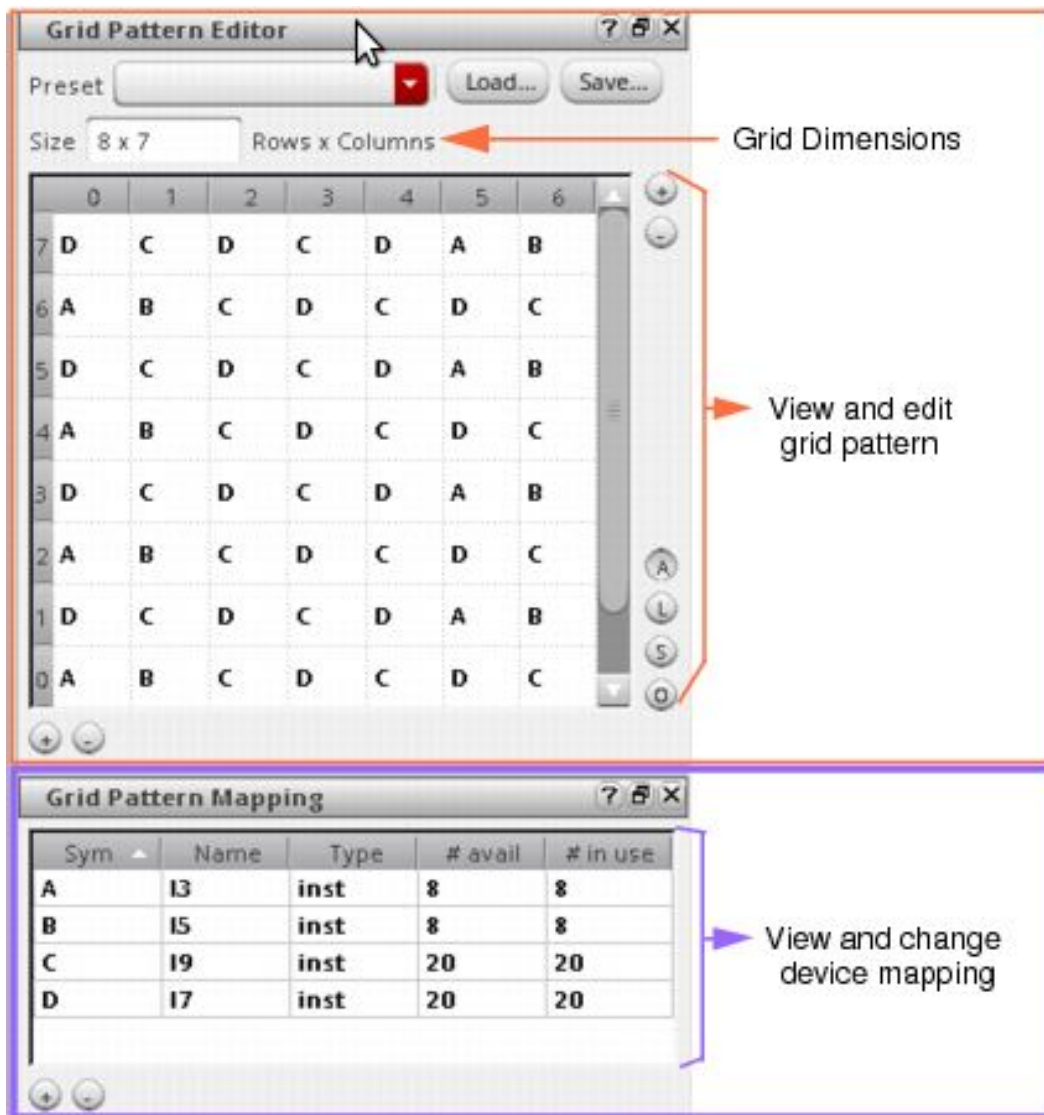 Grid Pattern Editor ? X
Preset Load... Save...
Size 8 x 7 Rows x Columns
Grid Dimensions
0 1 2 3 4 5 6
+
-
7 D C D C D A B
6 A B C D C D C
5 D C D C D A B
View and edit
grid pattern
4 A B C D C D C
3 D C D C D A B
2 A B C D C D C
1 D C D C D A B
0 A B C D C D C
A
L
S
O
+ -
Grid Pattern Mapping ? X
Sym Name Type # avail # in use
A I3 inst 8 8
B I5 inst 8 8
C I9 inst 20 20
D I7 inst 20 20
View and change
device mapping
+ -